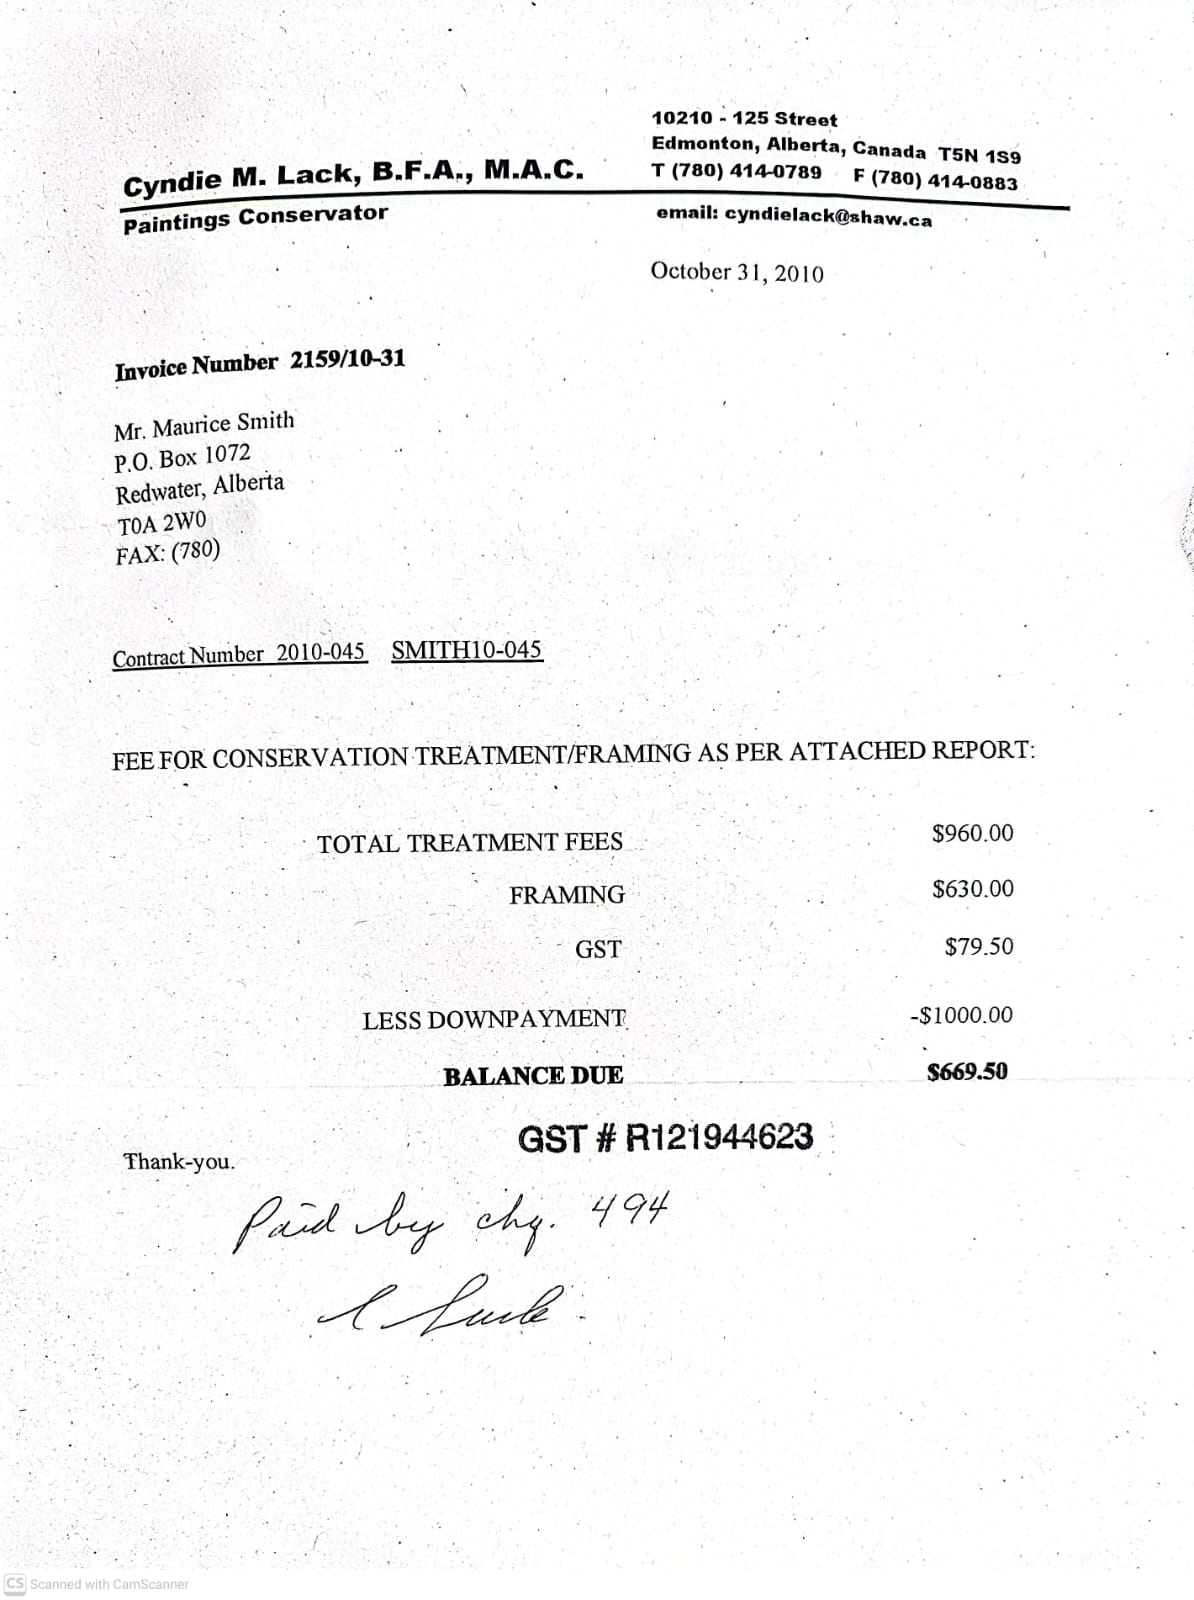 10210 - 125 Street
Edmonton, Alberta, Canada T5N 1S9
T (780) 414-0789 F (780) 414-0883
Cyndie M. Lack, B.F.A., M.A.C.
Paintings Conservator
email: cyndielack@shaw.ca
October 31, 2010
Invoice Number 2159/10-31
Mr. Maurice Smith
P.O. Box 1072
Redwater, Alberta
T0A 2W0
FAX: (780)
Contract Number 2010-045 SMITH10-045
FEE FOR CONSERVATION TREATMENT/FRAMING AS PER ATTACHED REPORT:
TOTAL TREATMENT FEES $960.00
FRAMING $630.00
GST $79.50
LESS DOWNPAYMENT -$1000.00
BALANCE DUE $669.50
GST # R121944623
Thank-you.
Paid by chq. 494
C Lack
CS Scanned with CamScanner